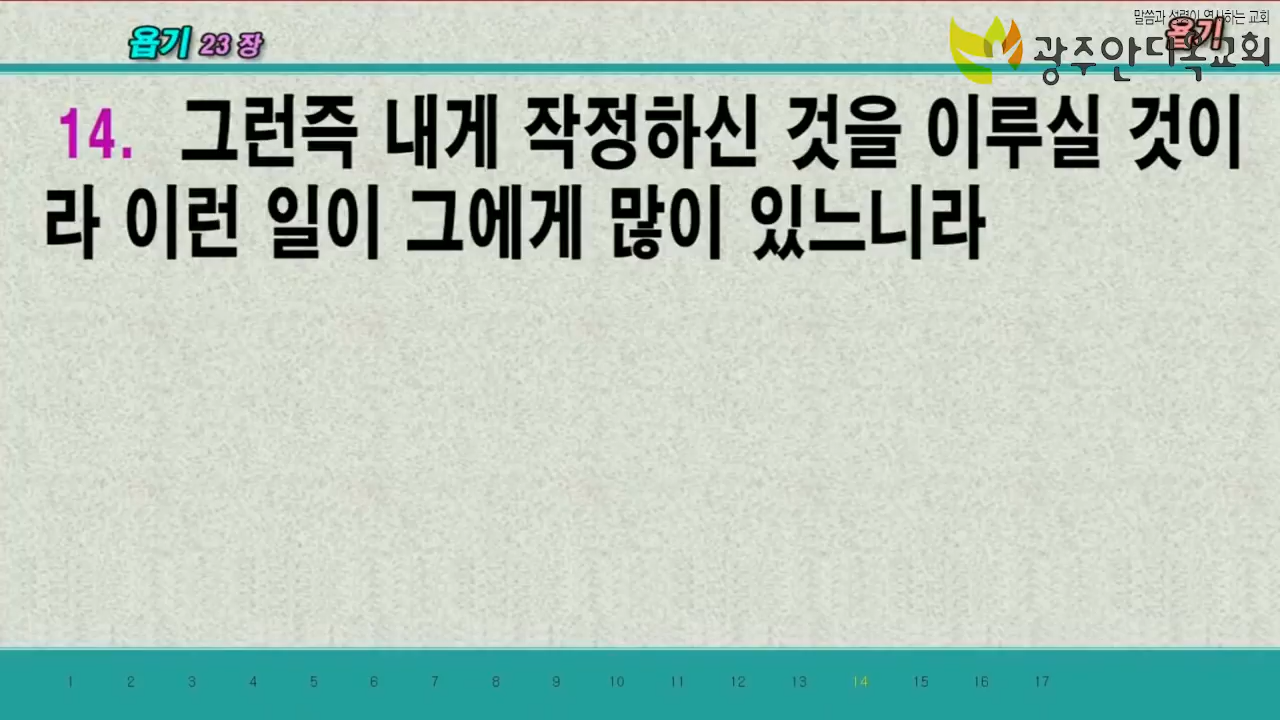 욥기 23 장
말씀과 성령이 역사하는 교회
욥기
광주안디옥교회
14. 그런즉 내게 작정하신 것을 이루실 것이
라 이런 일이 그에게 많이 있느니라
1 2 3 4 5 6 7 8 9 10 11 12 13 14 15 16 17